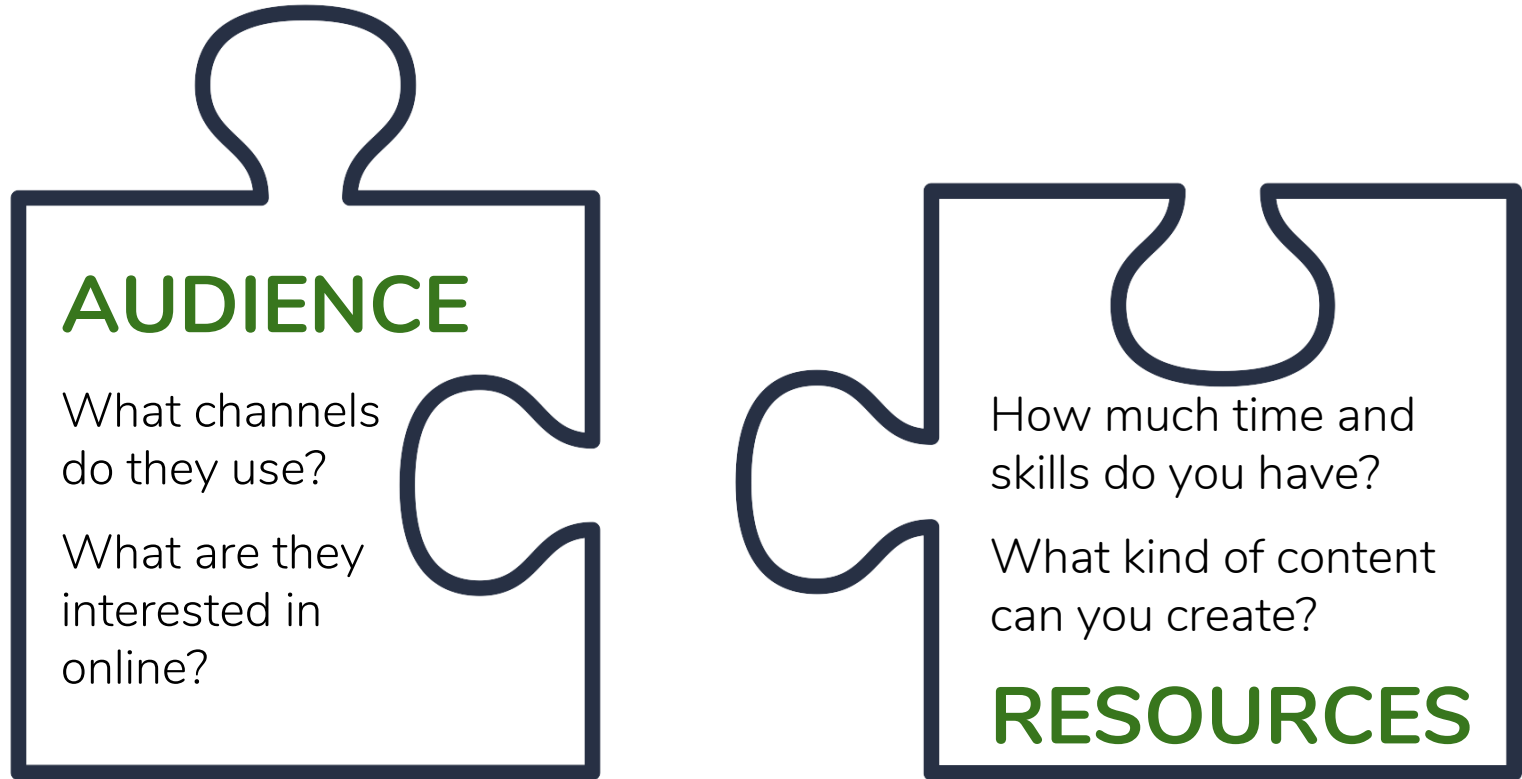 AUDIENCE
What channels
do they use?
What are they
interested in
online?
How much time and
skills do you have?
What kind of content
can you create?
RESOURCES